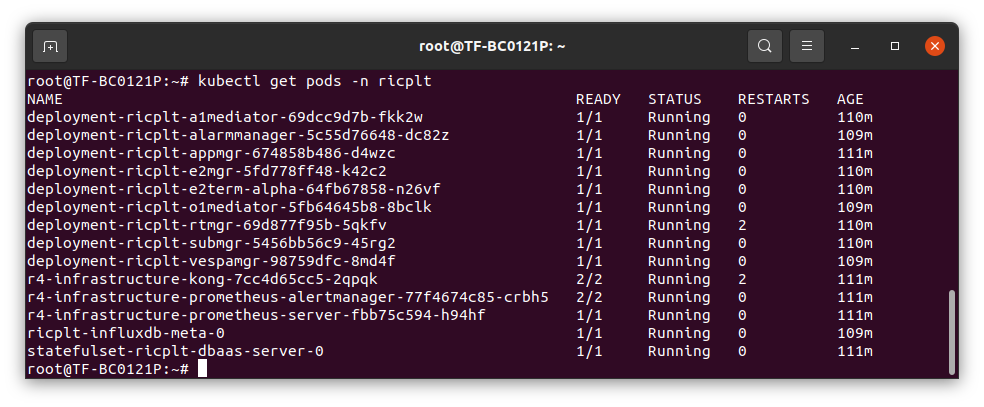 root@TF-BC0121P: ~
root@TF-BC0121P:~# kubectl get pods -n ricplt
NAME READY STATUS RESTARTS AGE
deployment-ricplt-a1mediator-69dcc9d7b-fkk2w 1/1 Running 0 110m
deployment-ricplt-alarmmanager-5c55d76648-dc82z 1/1 Running 0 109m
deployment-ricplt-appmgr-674858b486-d4wzc 1/1 Running 0 111m
deployment-ricplt-e2mgr-5fd778ff48-k42c2 1/1 Running 0 110m
deployment-ricplt-e2term-alpha-64fb67858-n26vf 1/1 Running 0 110m
deployment-ricplt-o1mediator-5fb64645b8-8bclk 1/1 Running 0 109m
deployment-ricplt-rtmgr-69d877f95b-5qkfv 1/1 Running 2 110m
deployment-ricplt-submgr-5456bb56c9-45rg2 1/1 Running 0 110m
deployment-ricplt-vespamgr-98759dfc-8md4f 1/1 Running 0 109m
r4-infrastructure-kong-7cc4d65cc5-2qpqk 2/2 Running 2 111m
r4-infrastructure-prometheus-alertmanager-77f4674c85-crbh5 2/2 Running 0 111m
r4-infrastructure-prometheus-server-fbb75c594-h94hf 1/1 Running 0 111m
ricplt-influxdb-meta-0 1/1 Running 0 109m
statefulset-ricplt-dbaas-server-0 1/1 Running 0 111m
root@TF-BC0121P:~#